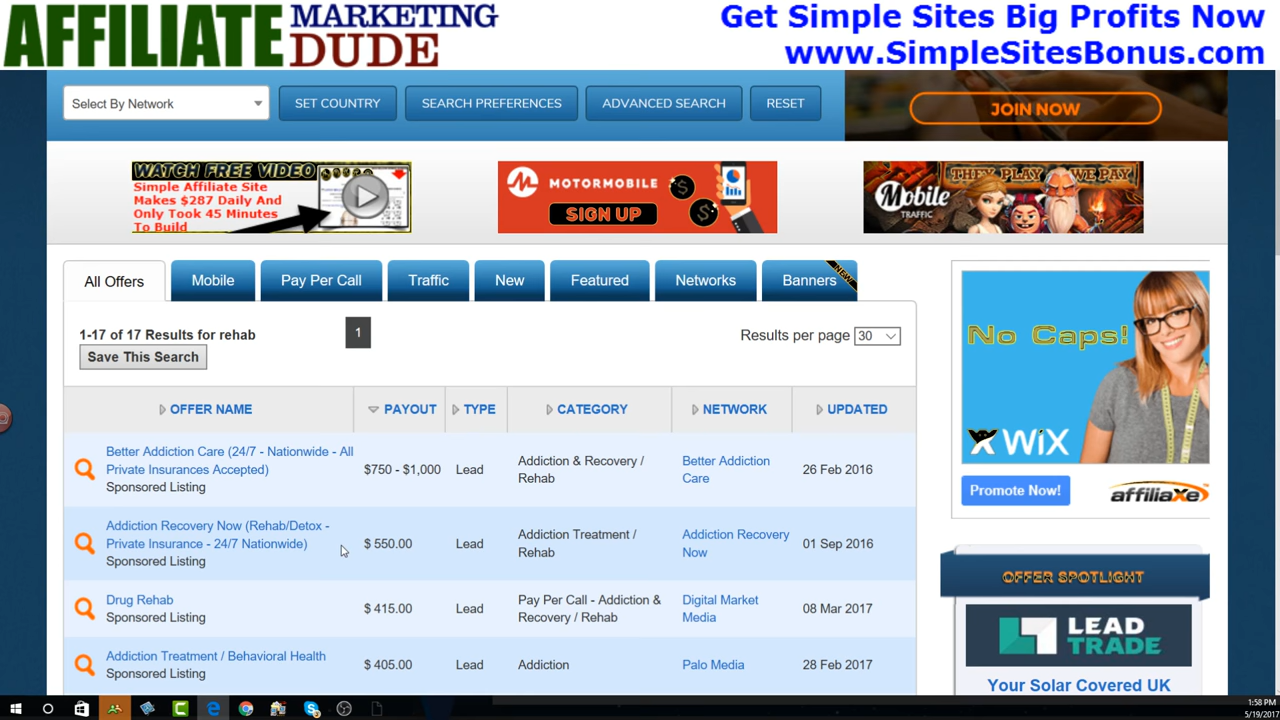 AFFILIATE MARKETING DUDE
Get Simple Sites Big Profits Now
www.SimpleSitesBonus.com
Select By Network
SET COUNTRY
SEARCH PREFERENCES
ADVANCED SEARCH
RESET
JOIN NOW
WATCH FREE VIDEO
Simple Affiliate Site
Makes $287 Daily And
Only Took 45 Minutes
To Build
MOTORMOBILE
SIGN UP
THEY PLAY WE PAY
Mobile
TRAFFIC
All Offers
Mobile
Pay Per Call
Traffic
New
Featured
Networks
Banners
NEW
1-17 of 17 Results for rehab
1
Results per page 30
Save This Search
OFFER NAME PAYOUT TYPE CATEGORY NETWORK UPDATED
Better Addiction Care (24/7 - Nationwide - All
Private Insurances Accepted)
Sponsored Listing
$750 - $1,000
Lead
Addiction & Recovery /
Rehab
Better Addiction
Care
26 Feb 2016
Addiction Recovery Now (Rehab/Detox -
Private Insurance - 24/7 Nationwide)
Sponsored Listing
$ 550.00
Lead
Addiction Treatment /
Rehab
Addiction Recovery
Now
01 Sep 2016
Drug Rehab
Sponsored Listing
$ 415.00
Lead
Pay Per Call - Addiction &
Recovery / Rehab
Digital Market
Media
08 Mar 2017
Addiction Treatment / Behavioral Health
Sponsored Listing
$ 405.00
Lead
Addiction
Palo Media
28 Feb 2017
No Caps!
WiX
Promote Now!
affiliaXe
OFFER SPOTLIGHT
LEAD
TRADE
Your Solar Covered UK
1:58 PM
5/19/2017